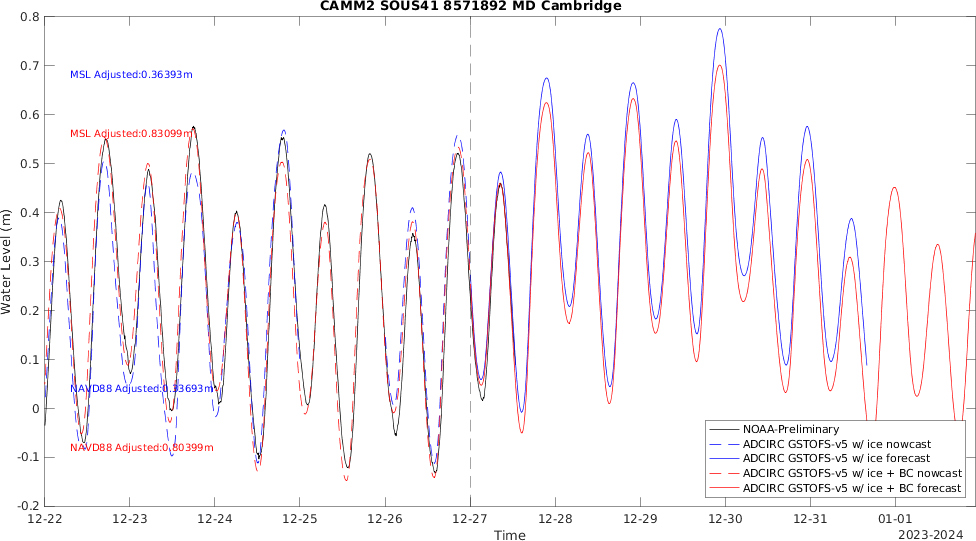 CAMM2 SOUS41 8571892 MD Cambridge
0.8
0.7
0.6
0.5
0.4
0.3
0.2
0.1
0
-0.1
-0.2
Water Level (m)
MSL Adjusted:0.36393m
MSL Adjusted:0.83099m
NAVD88 Adjusted:0.33693m
NAVD88 Adjusted:0.80399m
NOAA-Preliminary
ADCIRC GSTOFS-v5 w/ ice nowcast
ADCIRC GSTOFS-v5 w/ ice forecast
ADCIRC GSTOFS-v5 w/ ice + BC nowcast
ADCIRC GSTOFS-v5 w/ ice + BC forecast
12-22 12-23 12-24 12-25 12-26 12-27 12-28 12-29 12-30 12-31 01-01
Time
2023-2024